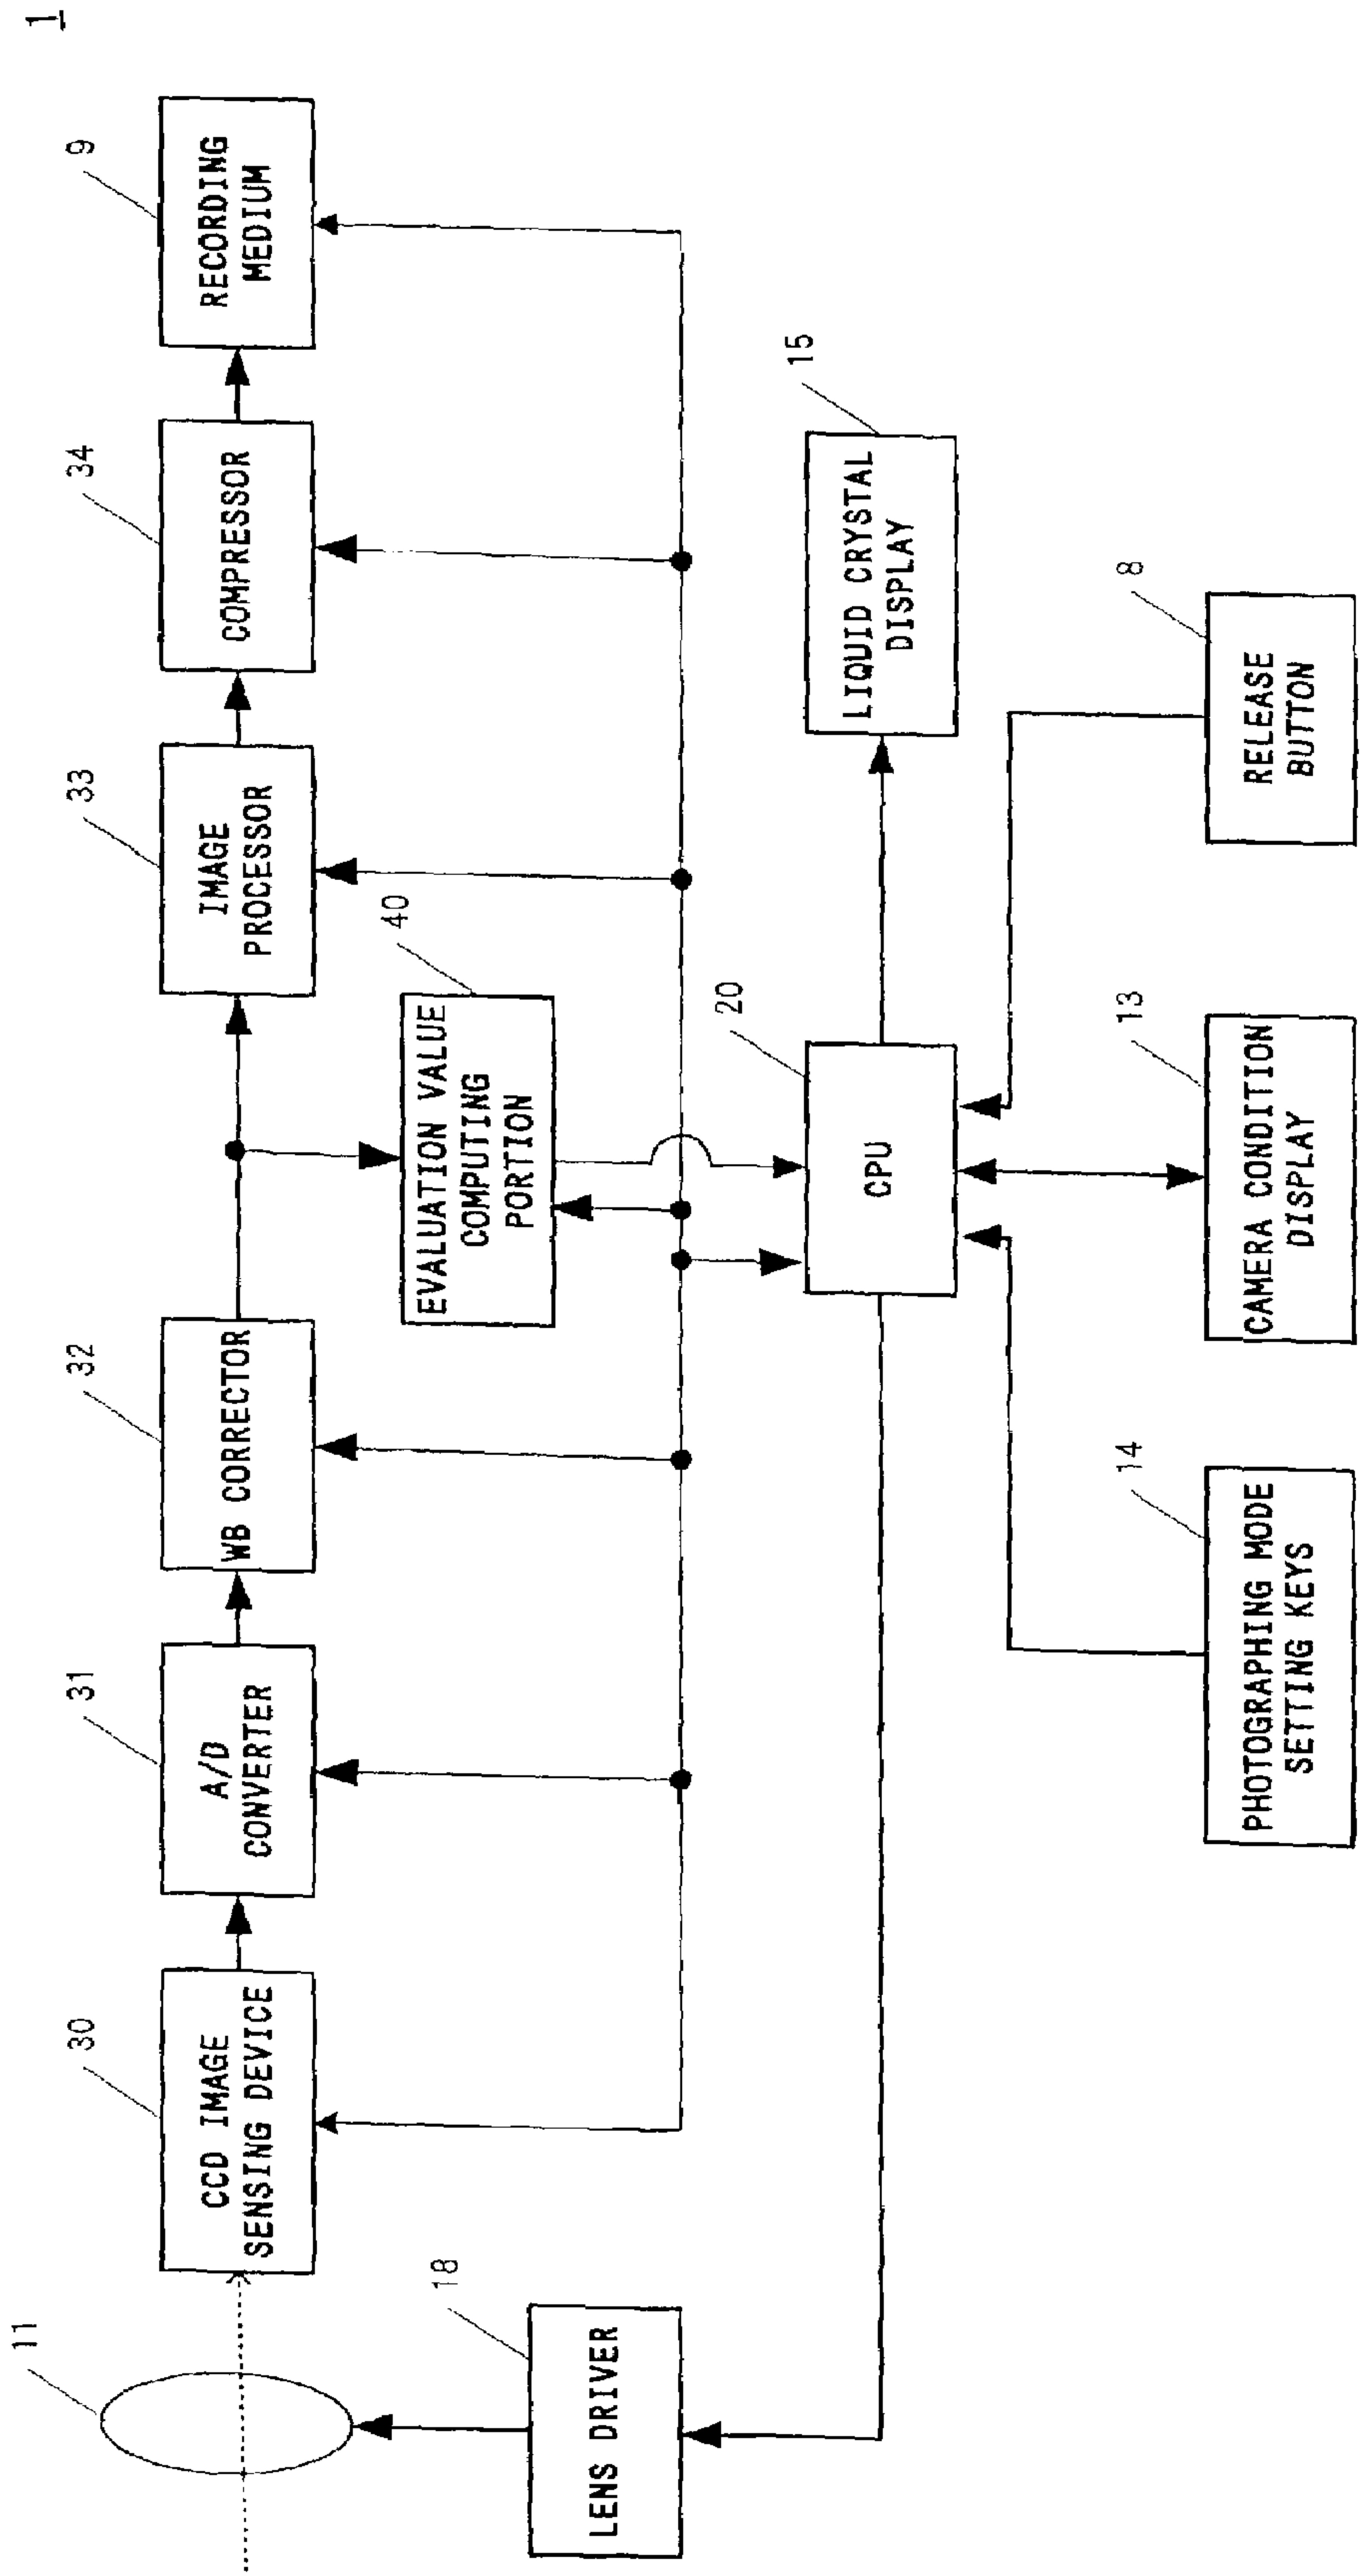 1
9
RECORDING
MEDIUM
34
COMPRESSOR
33
IMAGE
PROCESSOR
32
WB CORRECTOR
31
A/D
CONVERTER
30
CCD IMAGE
SENSING DEVICE
11
40
EVALUATION VALUE
COMPUTING
PORTION
18
LENS DRIVER
20
CPU
15
LIQUID CRYSTAL
DISPLAY
14
PHOTOGRAPHING MODE
SETTING KEYS
13
CAMERA CONDITION
DISPLAY
8
RELEASE
BUTTON